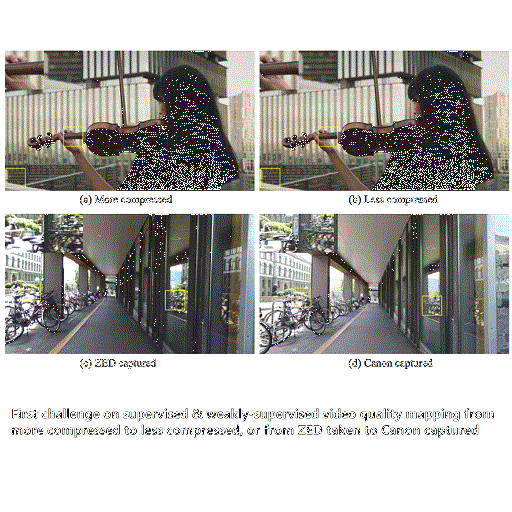 (a) More compressed
(b) Less compressed
(c) ZED captured
(d) Canon captured
First challenge on supervised & weakly-supervised video quality mapping from
more compressed to less compressed, or from ZED taken to Canon captured